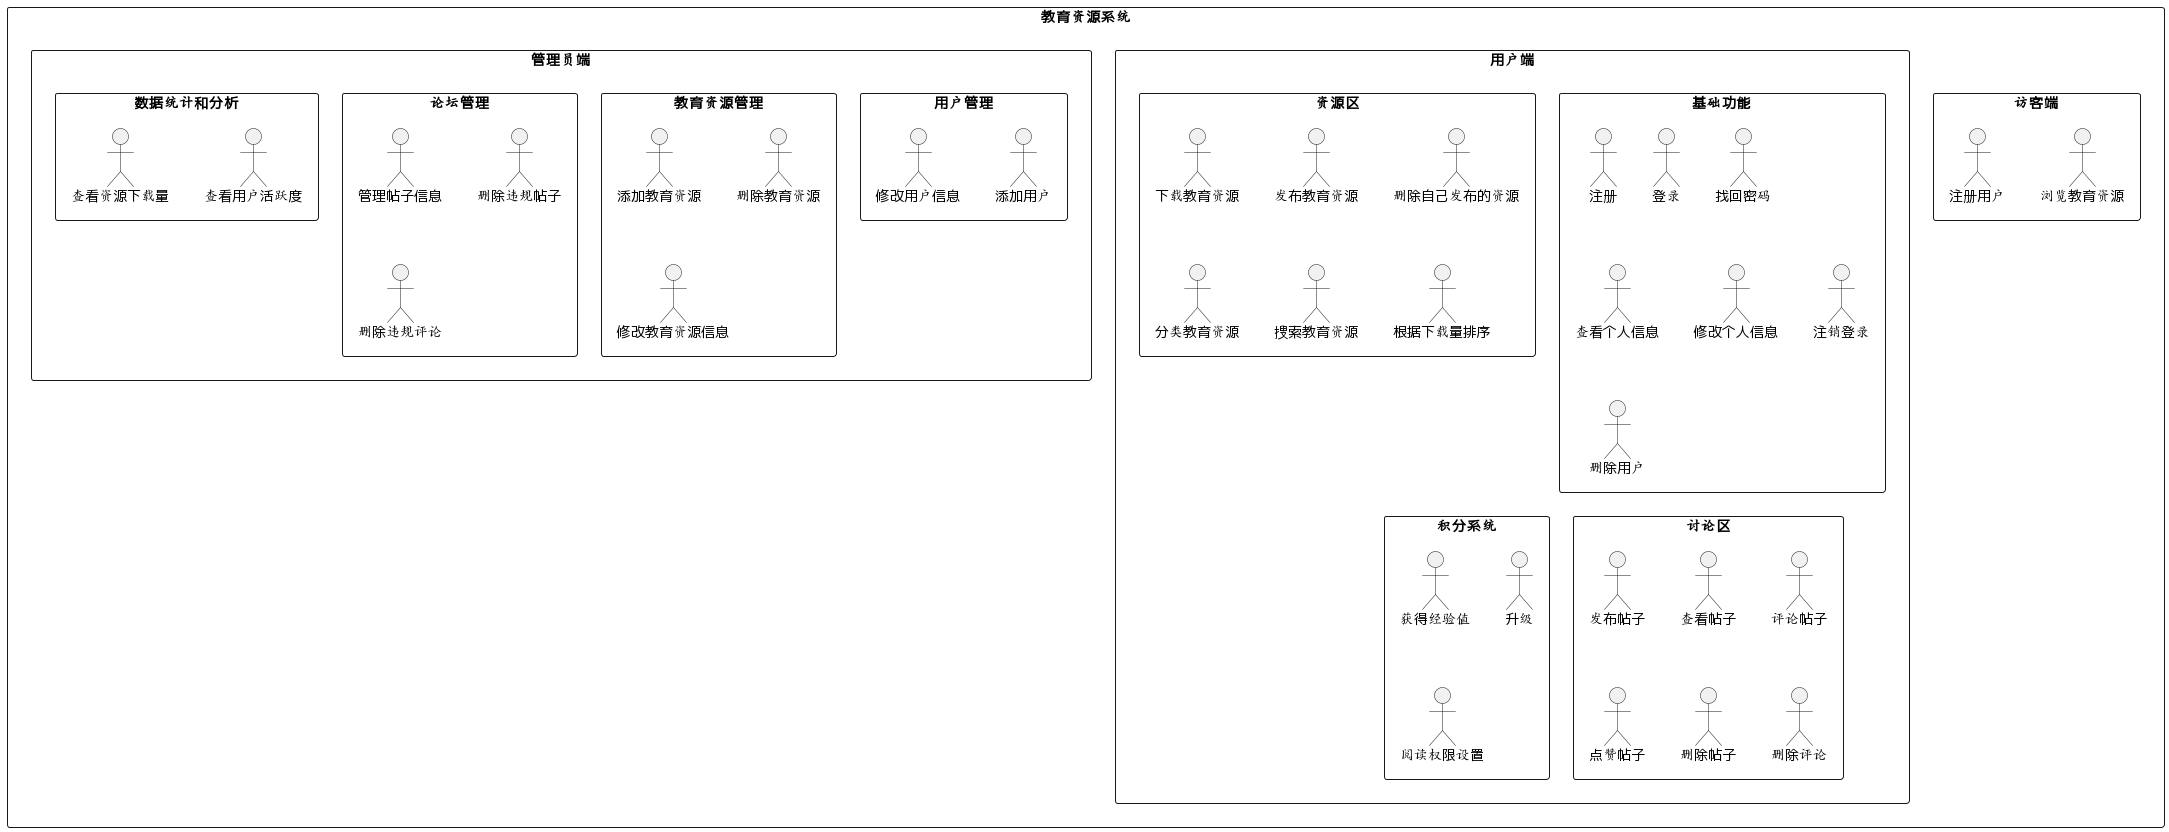 教育资源系统
管理员端
数据统计和分析
查看资源下载量
查看用户活跃度
论坛管理
管理帖子信息
删除违规帖子
删除违规评论
教育资源管理
添加教育资源
删除教育资源
修改教育资源信息
用户管理
修改用户信息
添加用户
用户端
资源区
下载教育资源
发布教育资源
删除自己发布的资源
分类教育资源
搜索教育资源
根据下载量排序
基础功能
注册
登录
找回密码
查看个人信息
修改个人信息
注销登录
删除用户
积分系统
获得经验值
升级
阅读权限设置
讨论区
发布帖子
查看帖子
评论帖子
点赞帖子
删除帖子
删除评论
访客端
注册用户
浏览教育资源